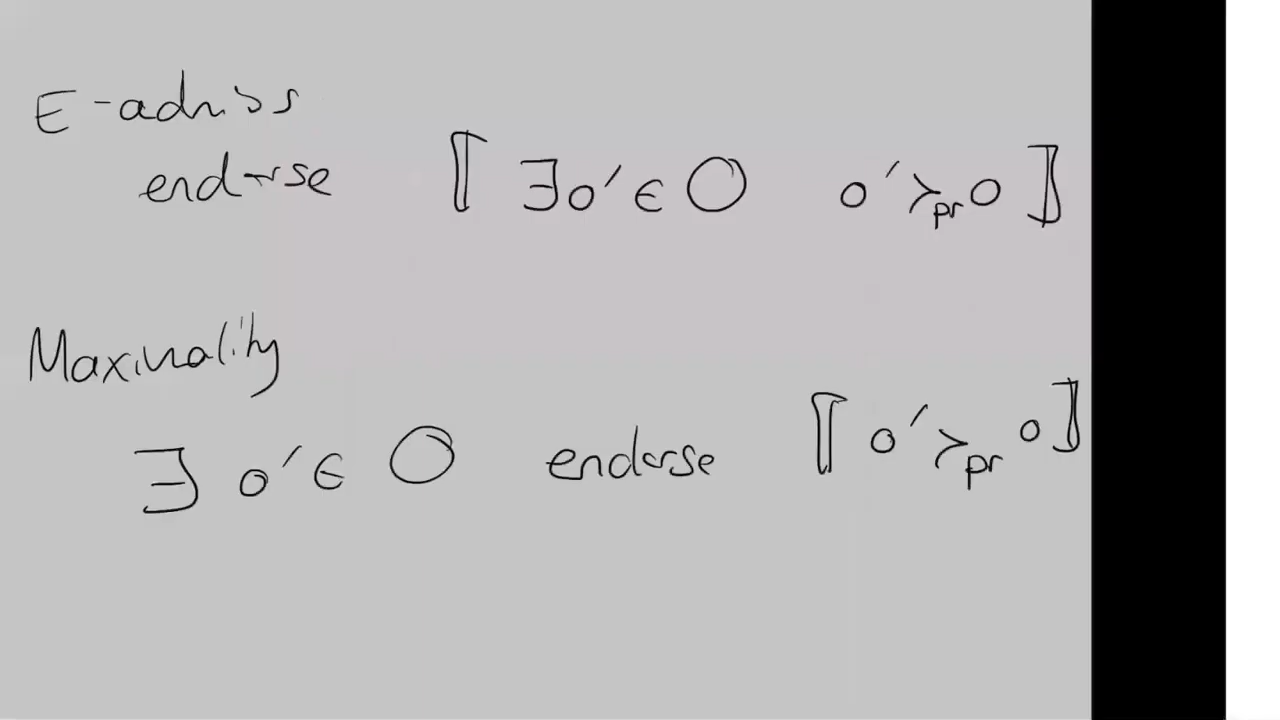 E-admiss
endorse ⟦ ∃o′∈O o′ ≻pr o ⟧
Maximality
∃ o′∈ O endorse ⟦ o′ ≻pr o ⟧